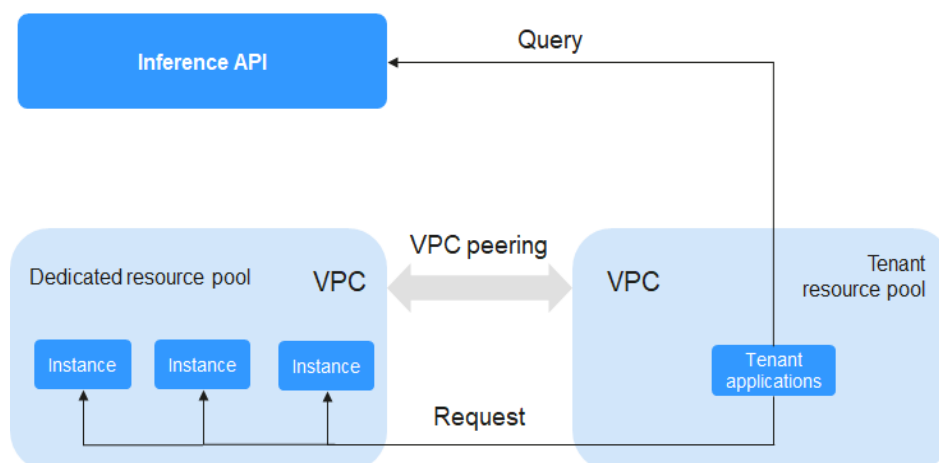 Query
Inference API
VPC peering
Dedicated resource pool
VPC
VPC
Tenant
resource pool
Instance
Instance
Instance
Tenant
applications
Request